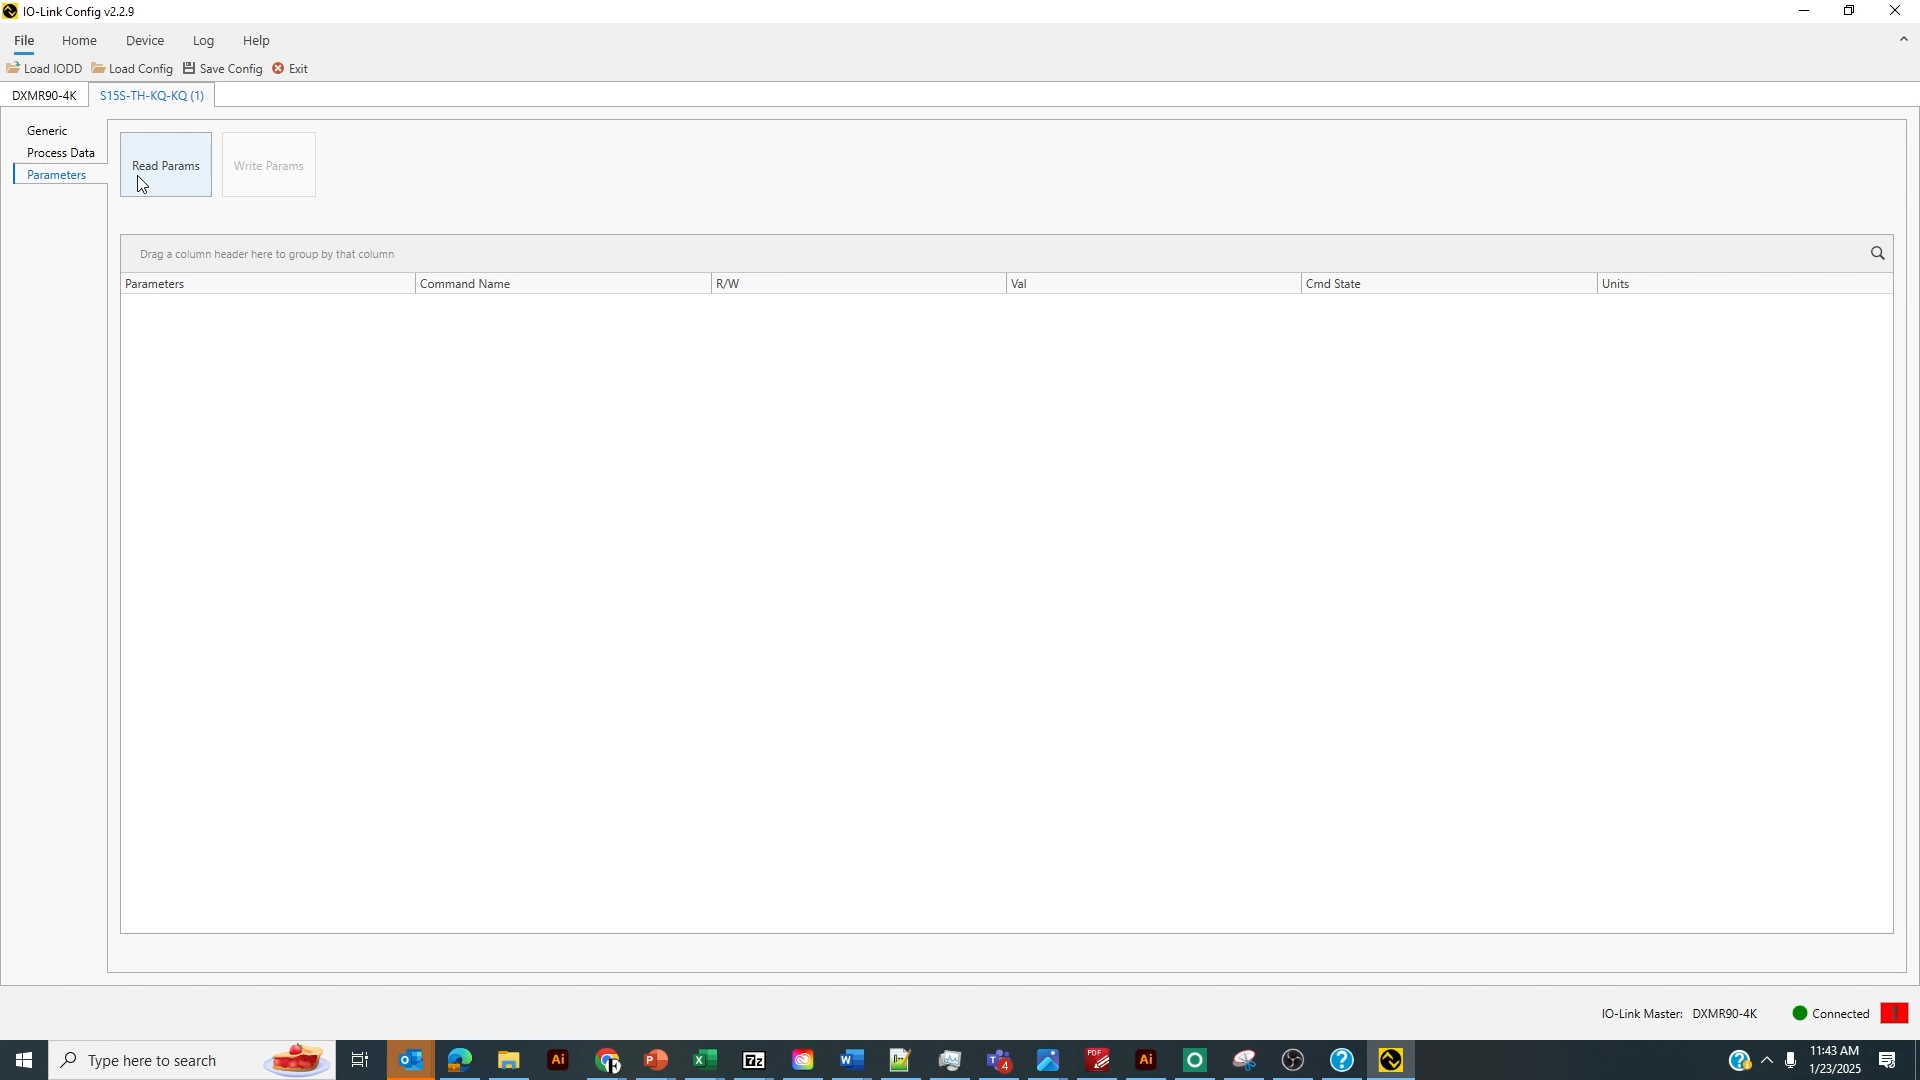 IO-Link Config v2.2.9
File Home Device Log Help
Load IODD Load Config Save Config Exit
DXMR90-4K S15S-TH-KQ-KQ (1)
Generic
Process Data
Parameters
Read Params Write Params
Drag a column header here to group by that column
Parameters Command Name R/W Val Cmd State Units
IO-Link Master: DXMR90-4K Connected
Type here to search
11:43 AM
1/23/2025